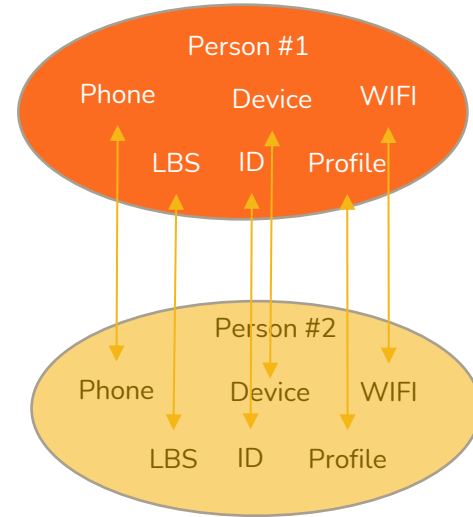 Person #1
Phone Device WIFI
LBS ID Profile
Person #2
Phone Device WIFI
LBS ID Profile